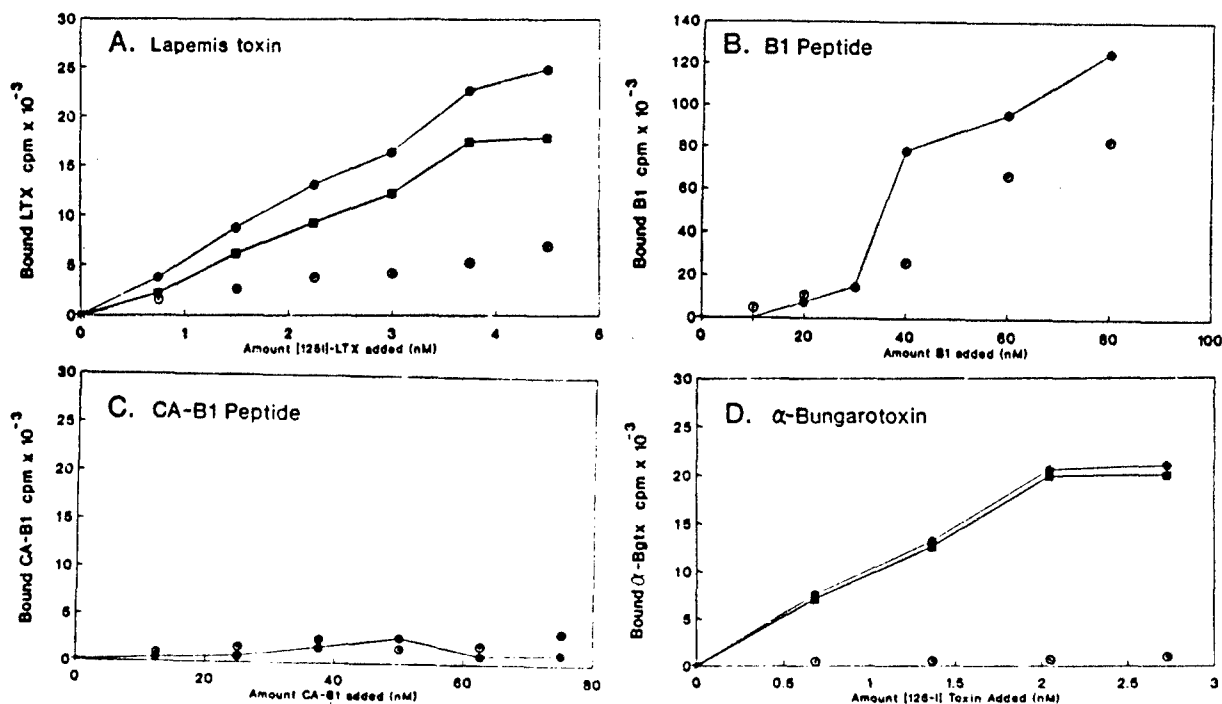 A. Lapemis toxin
Bound LTX cpm x 10⁻³
30
25
20
15
10
5
0
0 1 2 3 4 5 6
Amount [125I]-LTX added (nM)
B. B1 Peptide
Bound B1 cpm x 10⁻³
140
120
100
80
60
40
20
0
0 20 40 60 80 100
Amount B1 added (nM)
C. CA-B1 Peptide
Bound CA-B1 cpm x 10⁻³
30
25
20
15
10
5
0
0 20 40 60 80
Amount CA-B1 added (nM)
D. α-Bungarotoxin
Bound α-Bgtx cpm x 10⁻³
30
25
20
15
10
5
0
0 0.5 1 1.5 2 2.5 3
Amount [125-I] Toxin Added (nM)